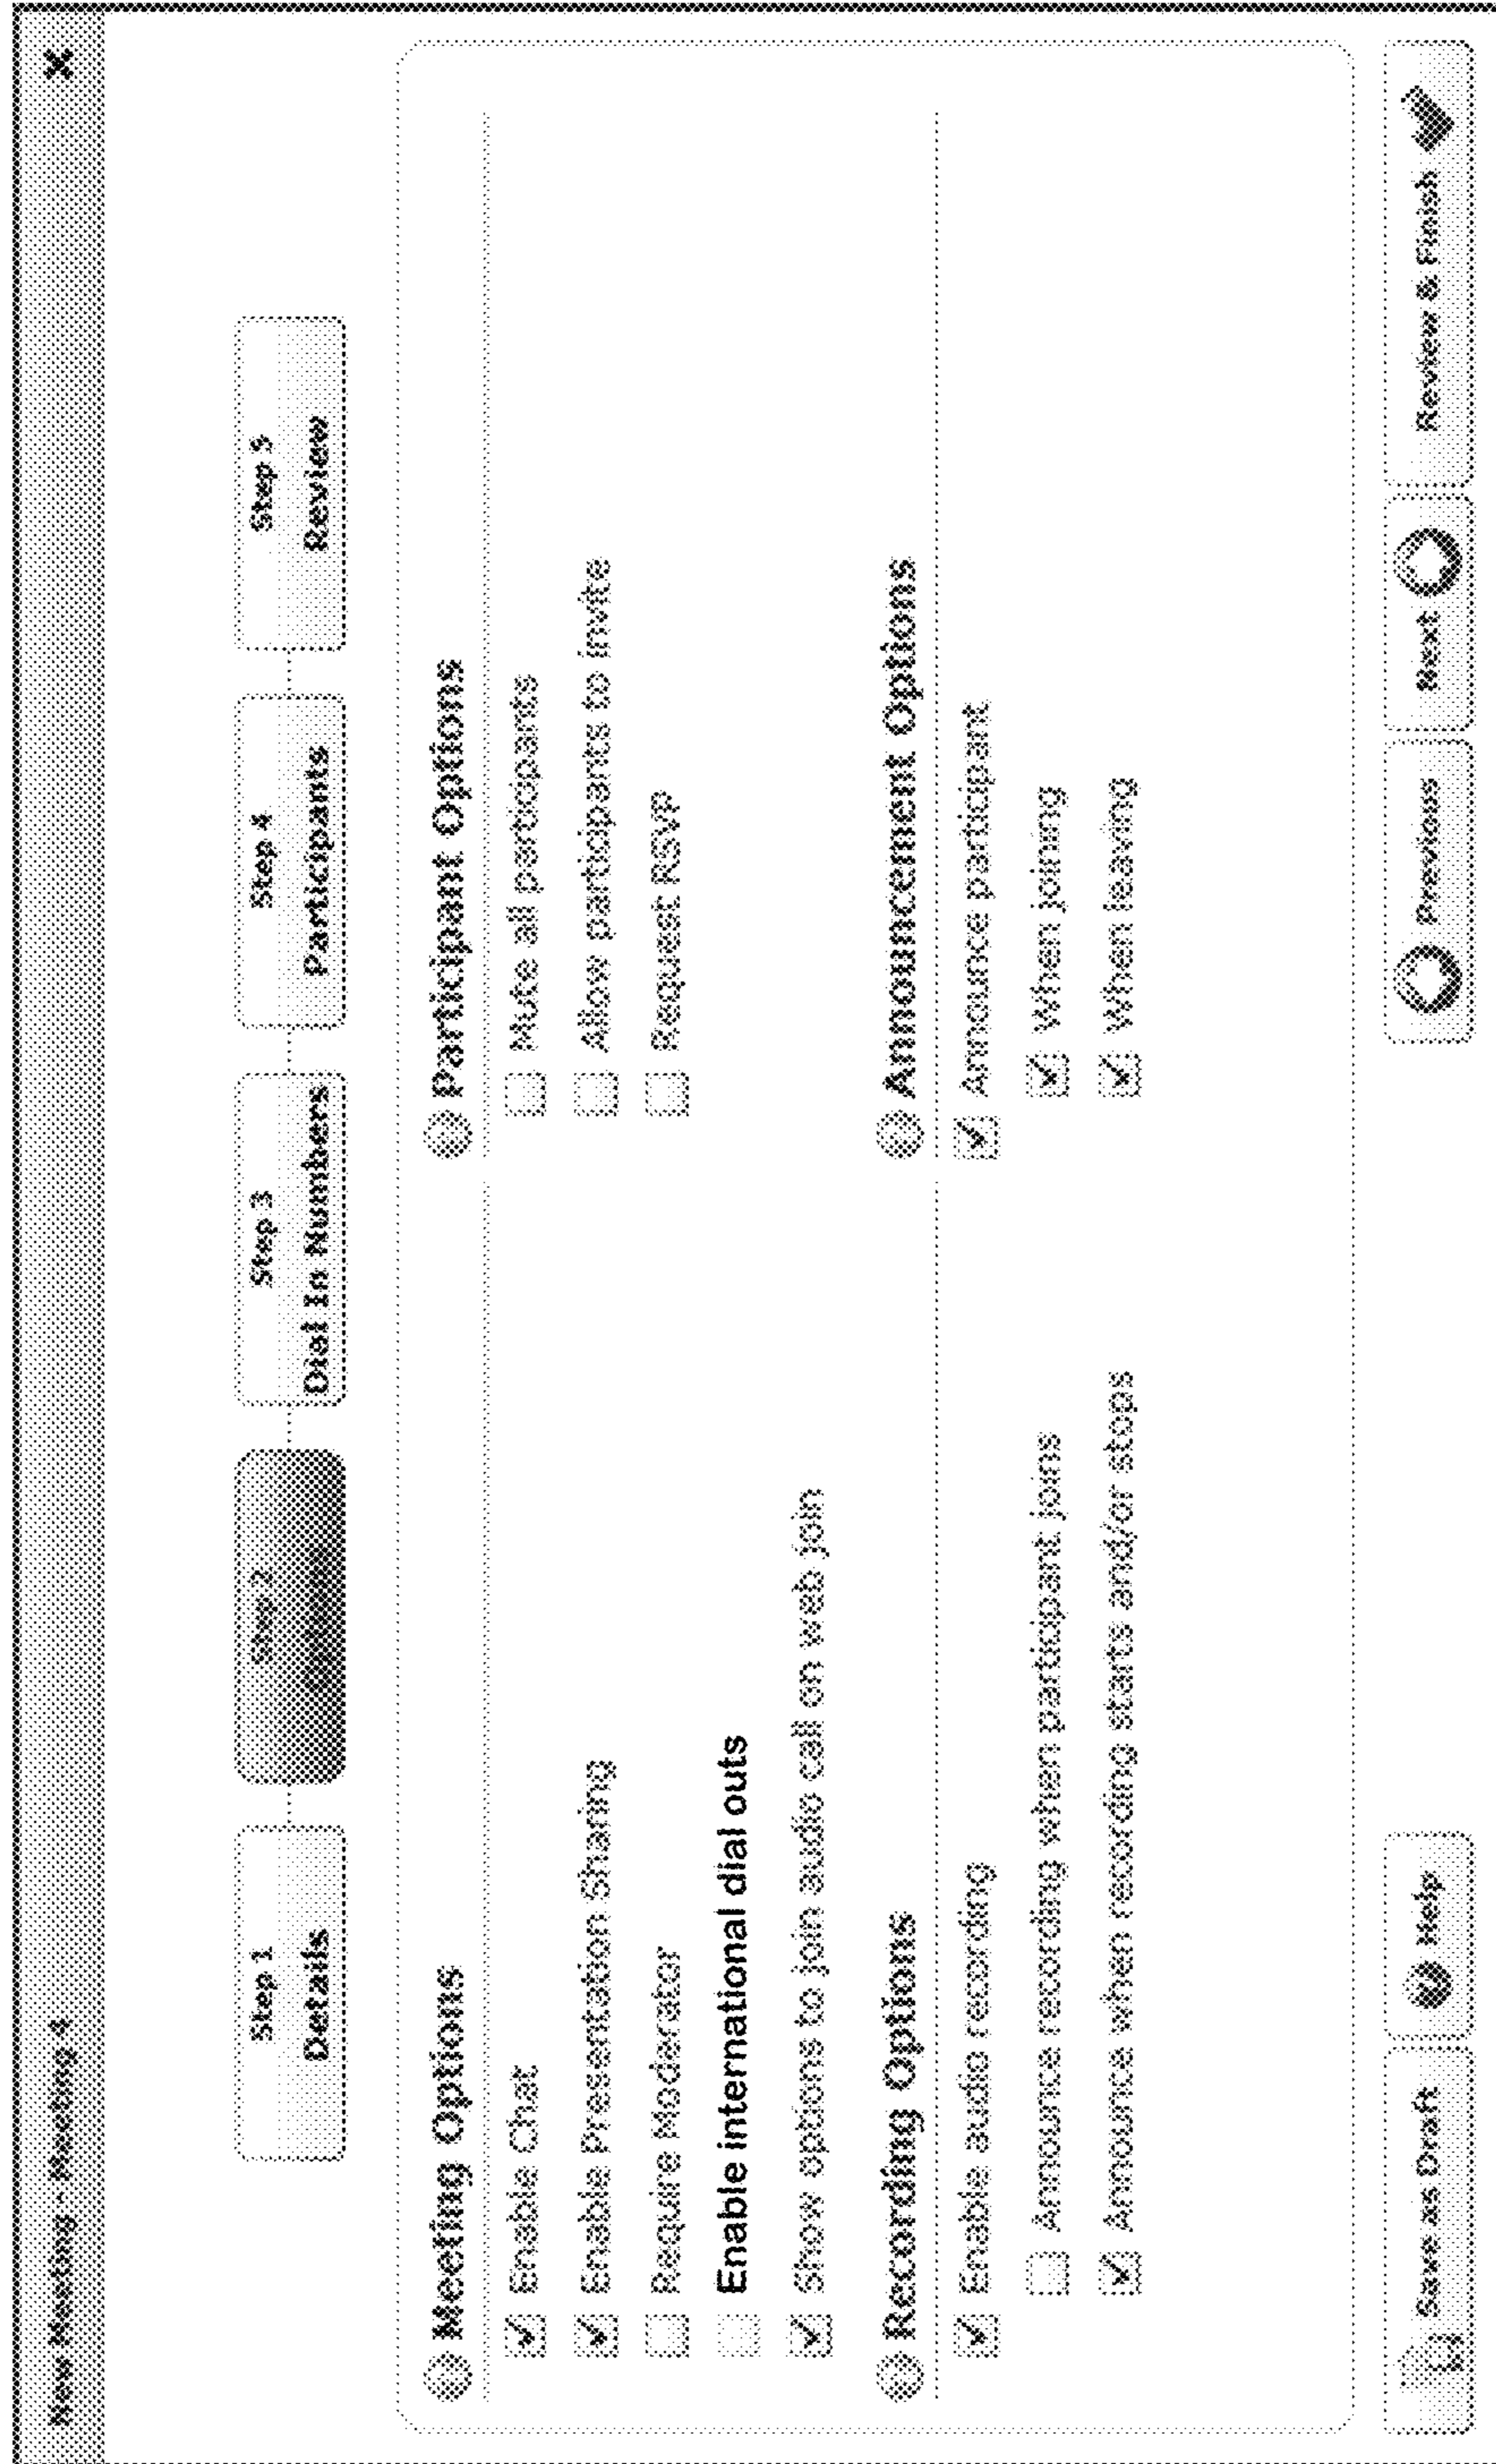 New Meeting - Meeting 4
Step 1
Details
Step 2
Step 3
Dial In Numbers
Step 4
Participants
Step 5
Review
Meeting Options
Enable Chat
Enable Presentation Sharing
Require Moderator
Enable international dial outs
Show options to join audio call on web join
Participant Options
Mute all participants
Allow participants to invite
Request RSVP
Recording Options
Enable audio recording
Announce recording when participant joins
Announce when recording starts and/or stops
Announcement Options
Announce participant
When joining
When leaving
Save as Draft
Help
Previous
Next
Review & Finish